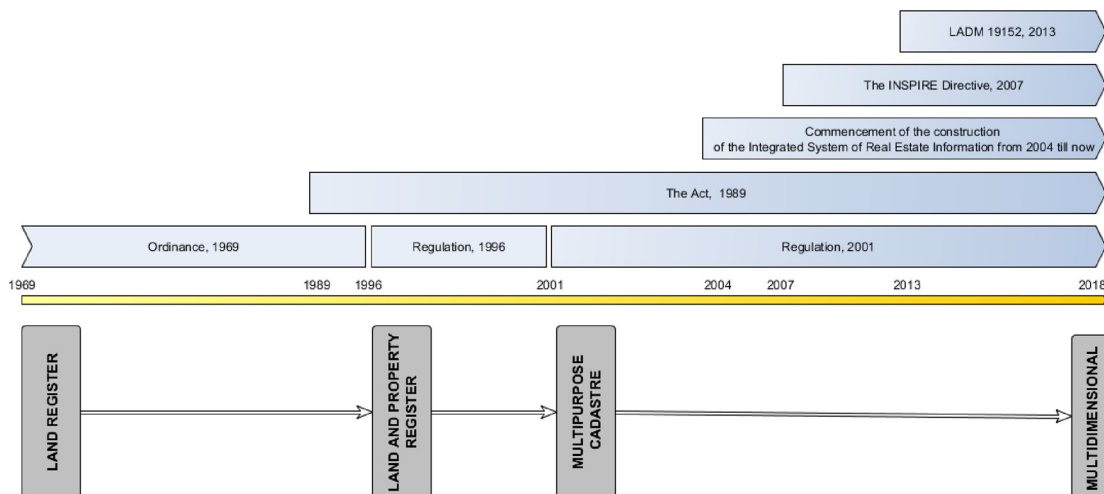 LADM 19152, 2013
The INSPIRE Directive, 2007
Commencement of the construction
of the Integrated System of Real Estate Information from 2004 till now
The Act, 1989
Ordinance, 1969
Regulation, 1996
Regulation, 2001
1969
1989
1996
2001
2004
2007
2013
2018
LAND REGISTER
LAND AND PROPERTY
REGISTER
MULTIPURPOSE
CADASTRE
MULTIDIMENSIONAL